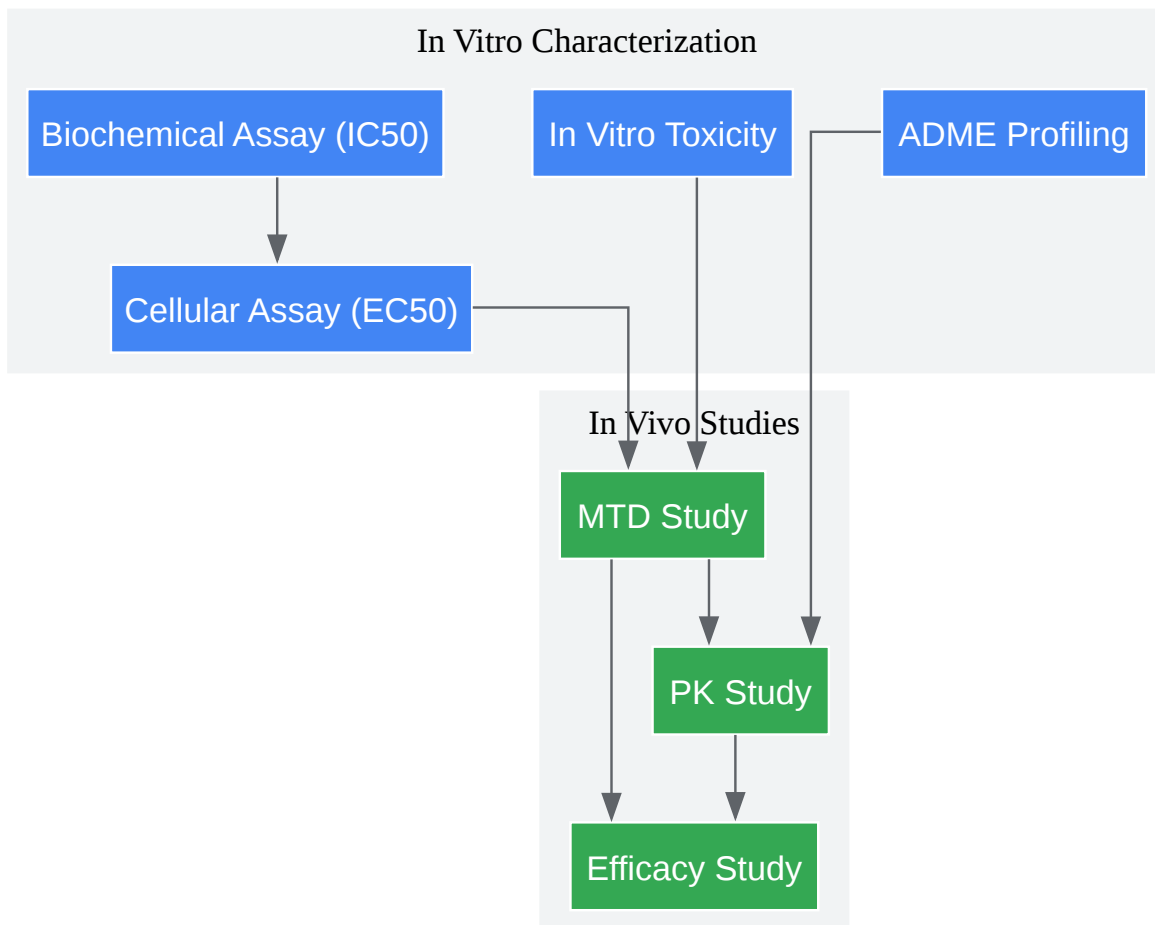 In Vitro Characterization
Biochemical Assay (IC50)
In Vitro Toxicity
ADME Profiling
Cellular Assay (EC50)
In Vivo Studies
MTD Study
PK Study
Efficacy Study